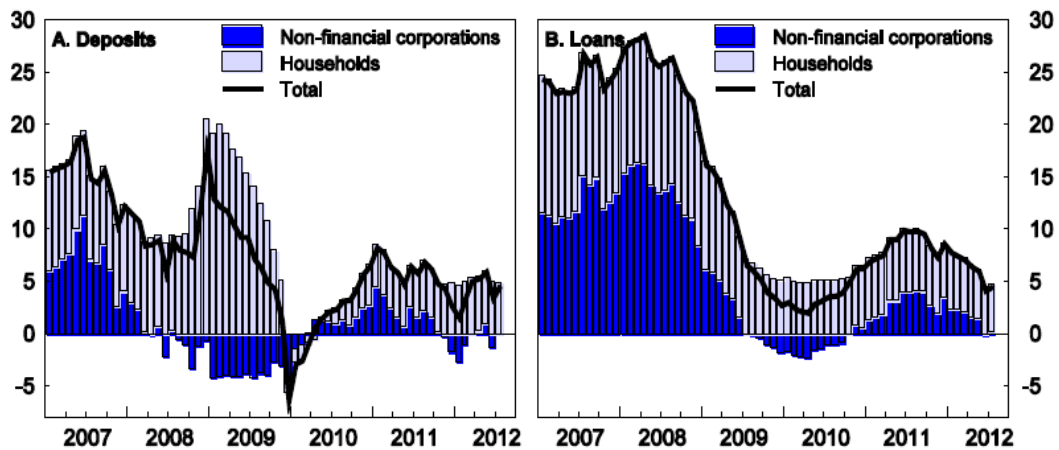 30
25
20
15
10
5
0
-5
A. Deposits
Non-financial corporations
Households
Total
2007 2008 2009 2010 2011 2012
B. Loans
Non-financial corporations
Households
Total
2007 2008 2009 2010 2011 2012
30
25
20
15
10
5
0
-5